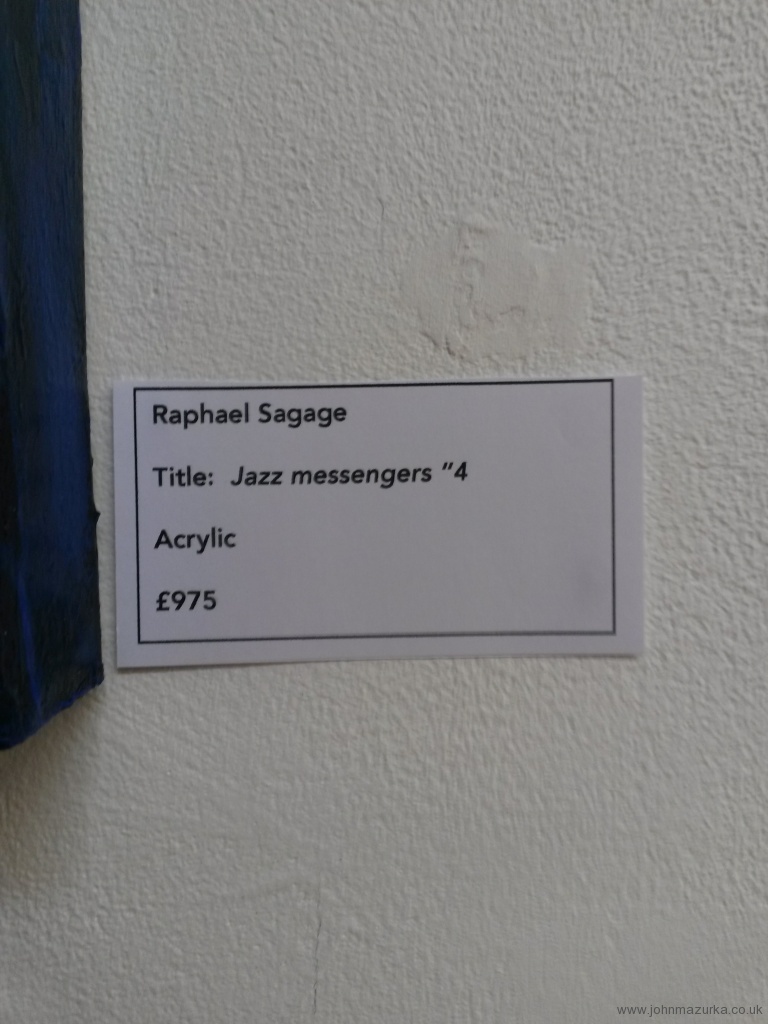 Raphael Sagage
Title: Jazz messengers "4
Acrylic
£975
www.johnmazurka.co.uk